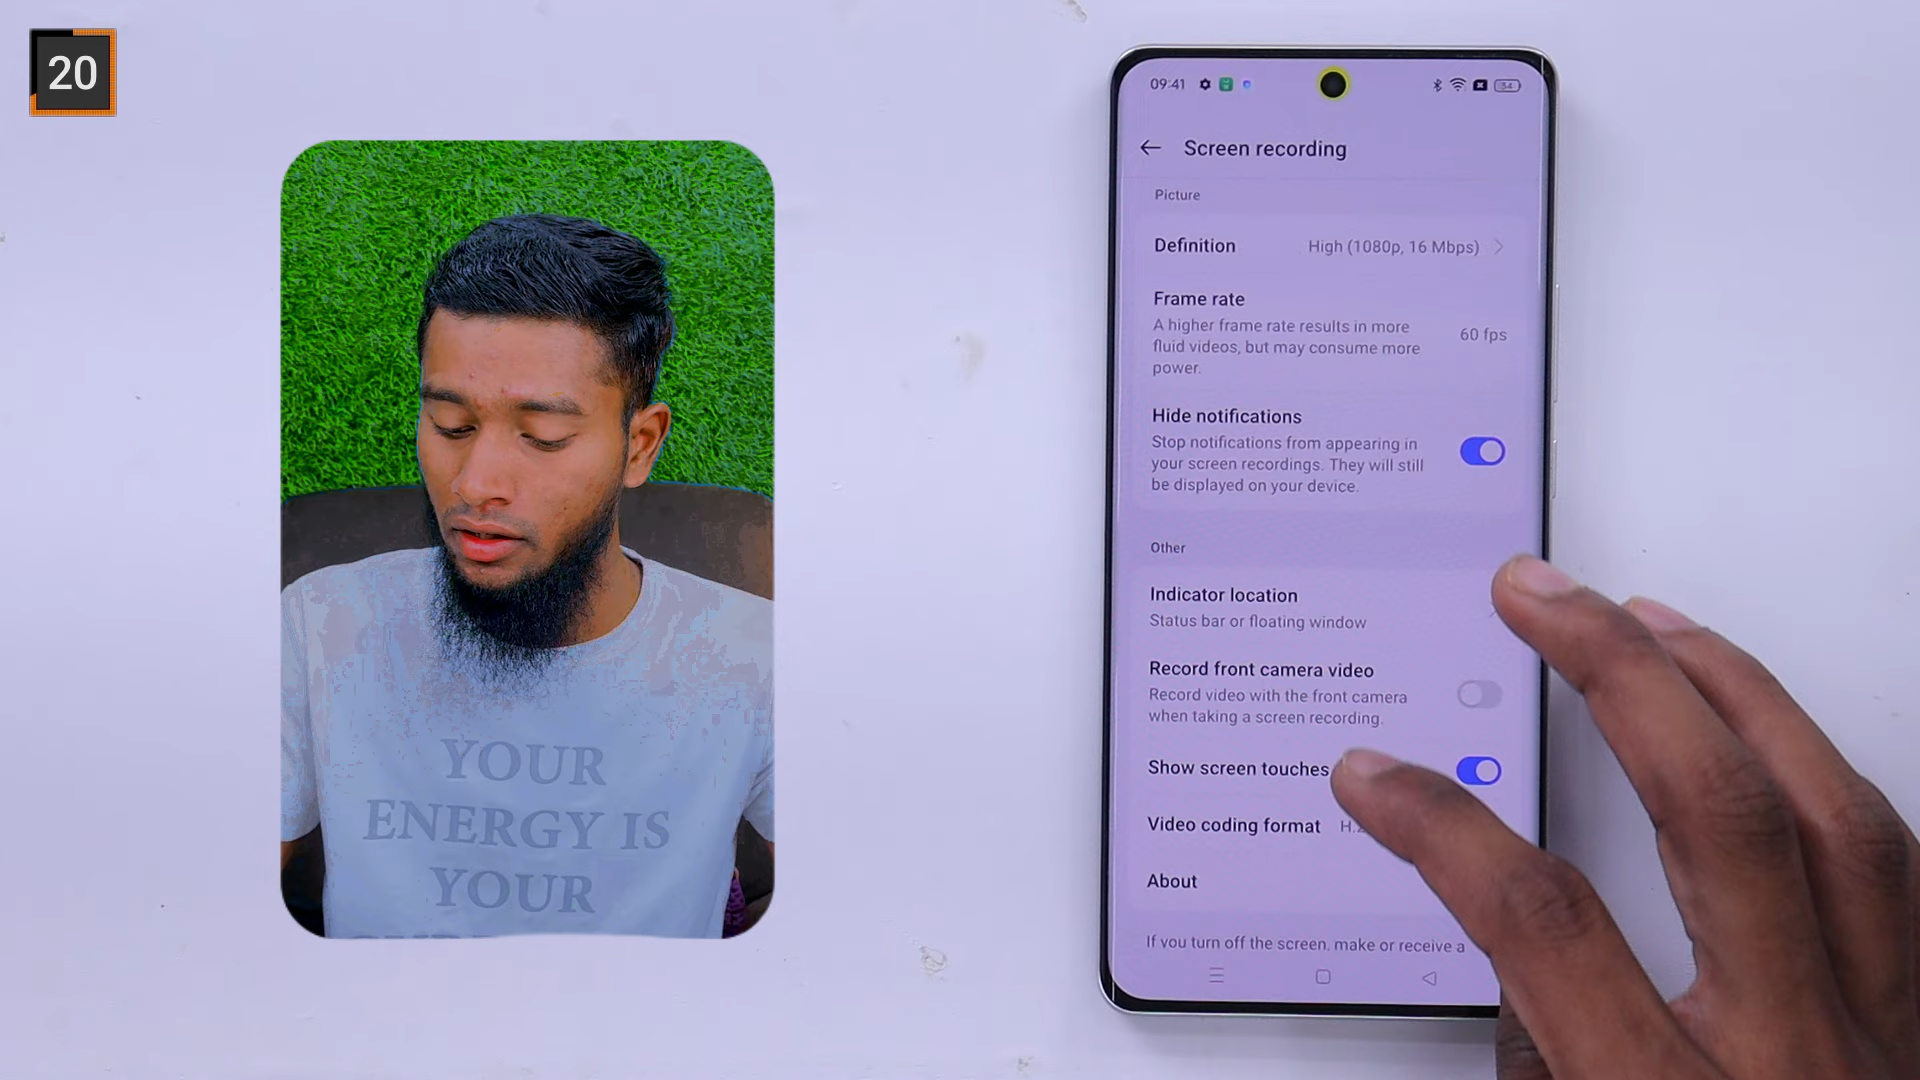 20
09:41
34
Screen recording
Picture
Definition
High (1080p, 16 Mbps)
Frame rate
A higher frame rate results in more
fluid videos, but may consume more
power.
60 fps
Hide notifications
Stop notifications from appearing in
your screen recordings. They will still
be displayed on your device.
Other
Indicator location
Status bar or floating window
Record front camera video
Record video with the front camera
when taking a screen recording.
Show screen touches
Video coding format
About
If you turn off the screen, make or receive a
YOUR
ENERGY IS
YOUR